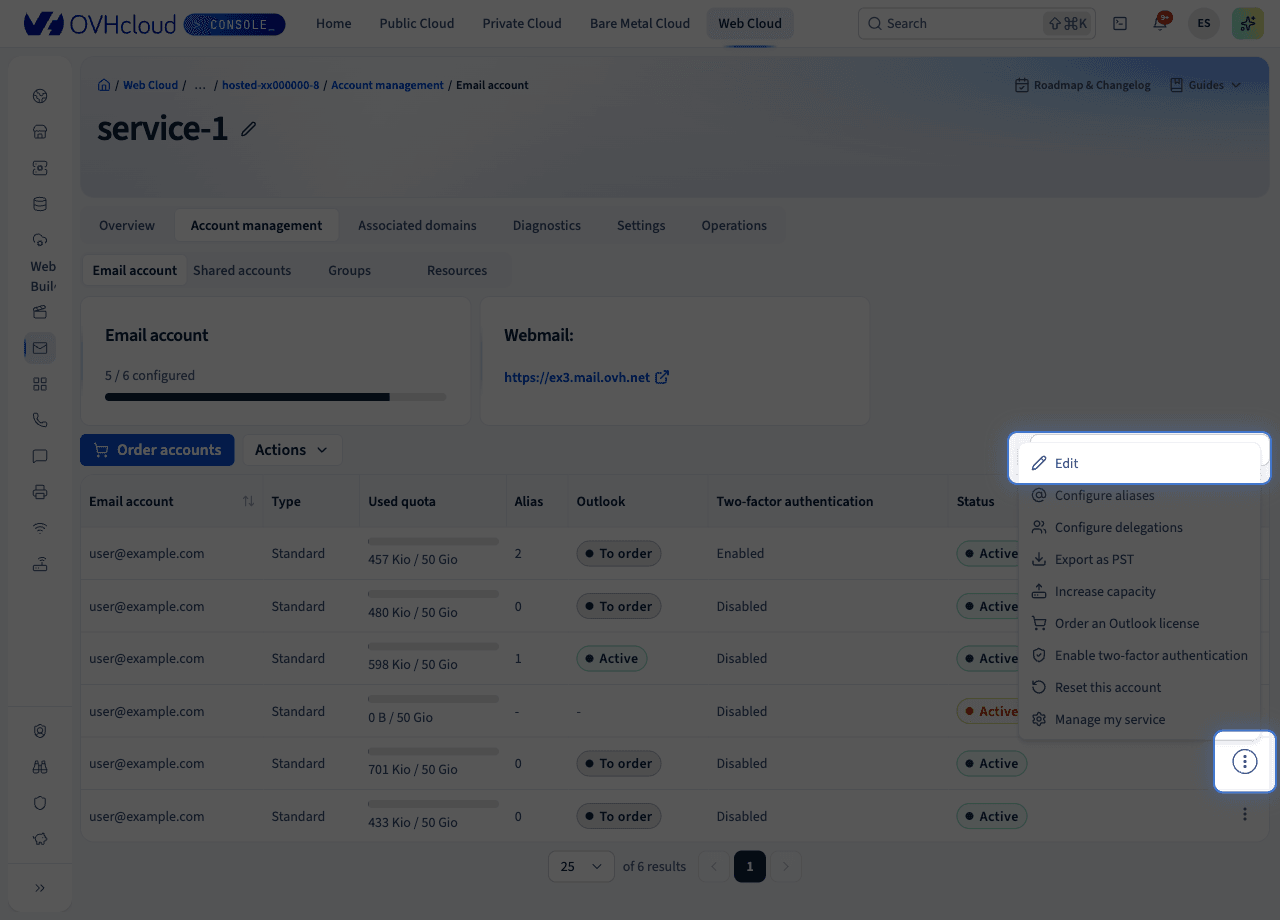 OVHcloud CONSOLE_ Home Public Cloud Private Cloud Bare Metal Cloud Web Cloud Search ⇧⌘K 9+ ES
/ Web Cloud / ... / hosted-xx000000-8 / Account management / Email account Roadmap & Changelog Guides
service-1
Overview Account management Associated domains Diagnostics Settings Operations
Web
Buil
Email account Shared accounts Groups Resources
Email account
5 / 6 configured
Webmail:
https://ex3.mail.ovh.net
Order accounts Actions
Edit
Configure aliases
Configure delegations
Export as PST
Increase capacity
Order an Outlook license
Enable two-factor authentication
Reset this account
Manage my service
Email account Type Used quota Alias Outlook Two-factor authentication Status
user@example.com Standard 457 Kio / 50 Gio 2 To order Enabled Active
user@example.com Standard 480 Kio / 50 Gio 0 To order Disabled Active
user@example.com Standard 598 Kio / 50 Gio 1 Active Disabled Active
user@example.com Standard 0 B / 50 Gio - - Disabled Active
user@example.com Standard 701 Kio / 50 Gio 0 To order Disabled Active
user@example.com Standard 433 Kio / 50 Gio 0 To order Disabled Active
25 of 6 results 1